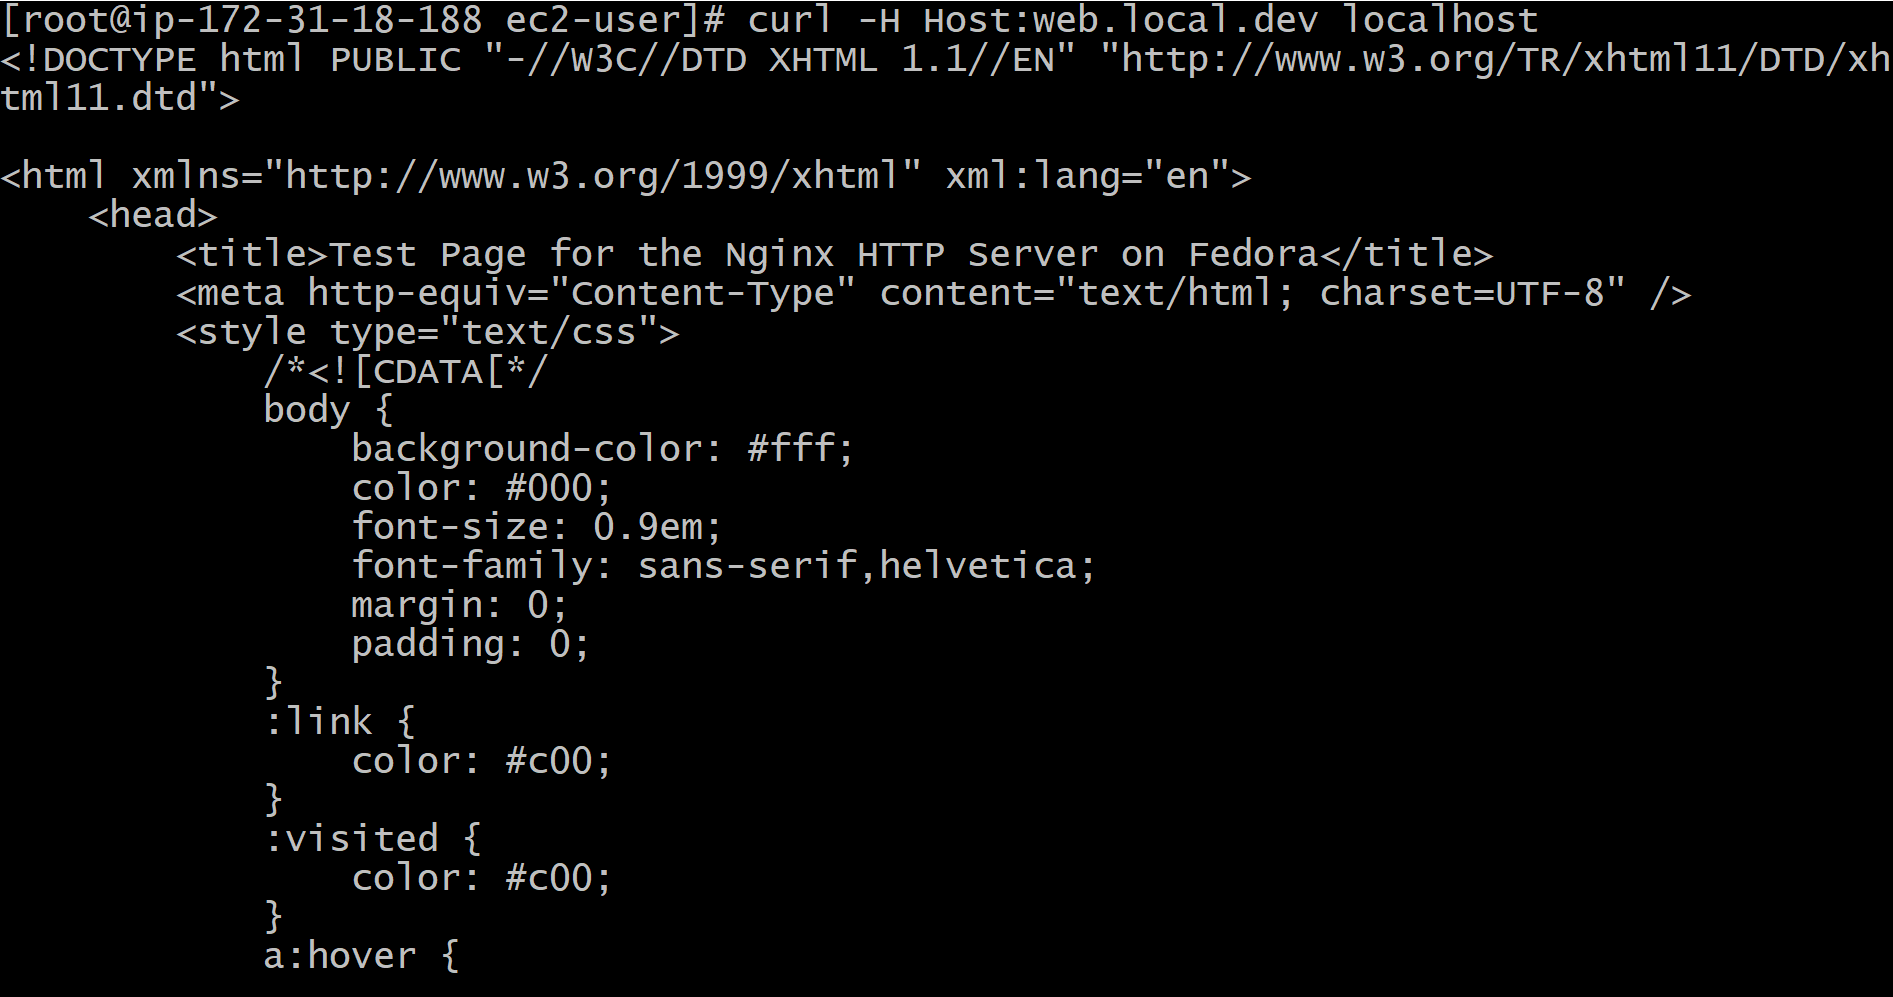 [root@ip-172-31-18-188 ec2-user]# curl -H Host:web.local.dev localhost
<!DOCTYPE html PUBLIC "-//W3C//DTD XHTML 1.1//EN" "http://www.w3.org/TR/xhtml11/DTD/xh
tml11.dtd">

<html xmlns="http://www.w3.org/1999/xhtml" xml:lang="en">
    <head>
        <title>Test Page for the Nginx HTTP Server on Fedora</title>
        <meta http-equiv="Content-Type" content="text/html; charset=UTF-8" />
        <style type="text/css">
            /*<![CDATA[*/
            body {
                background-color: #fff;
                color: #000;
                font-size: 0.9em;
                font-family: sans-serif,helvetica;
                margin: 0;
                padding: 0;
            }
            :link {
                color: #c00;
            }
            :visited {
                color: #c00;
            }
            a:hover {